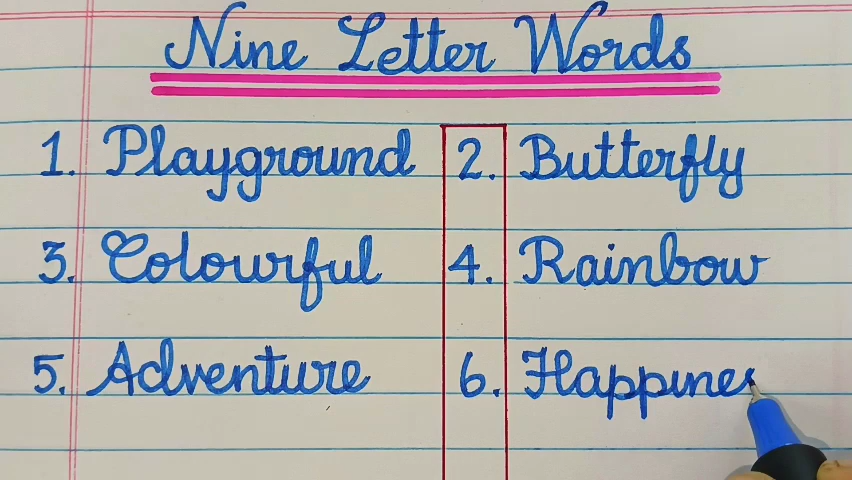 Nine Letter Words
1. Playground 2. Butterfly
3. Colourful 4. Rainbow
5. Adventure 6. Happines